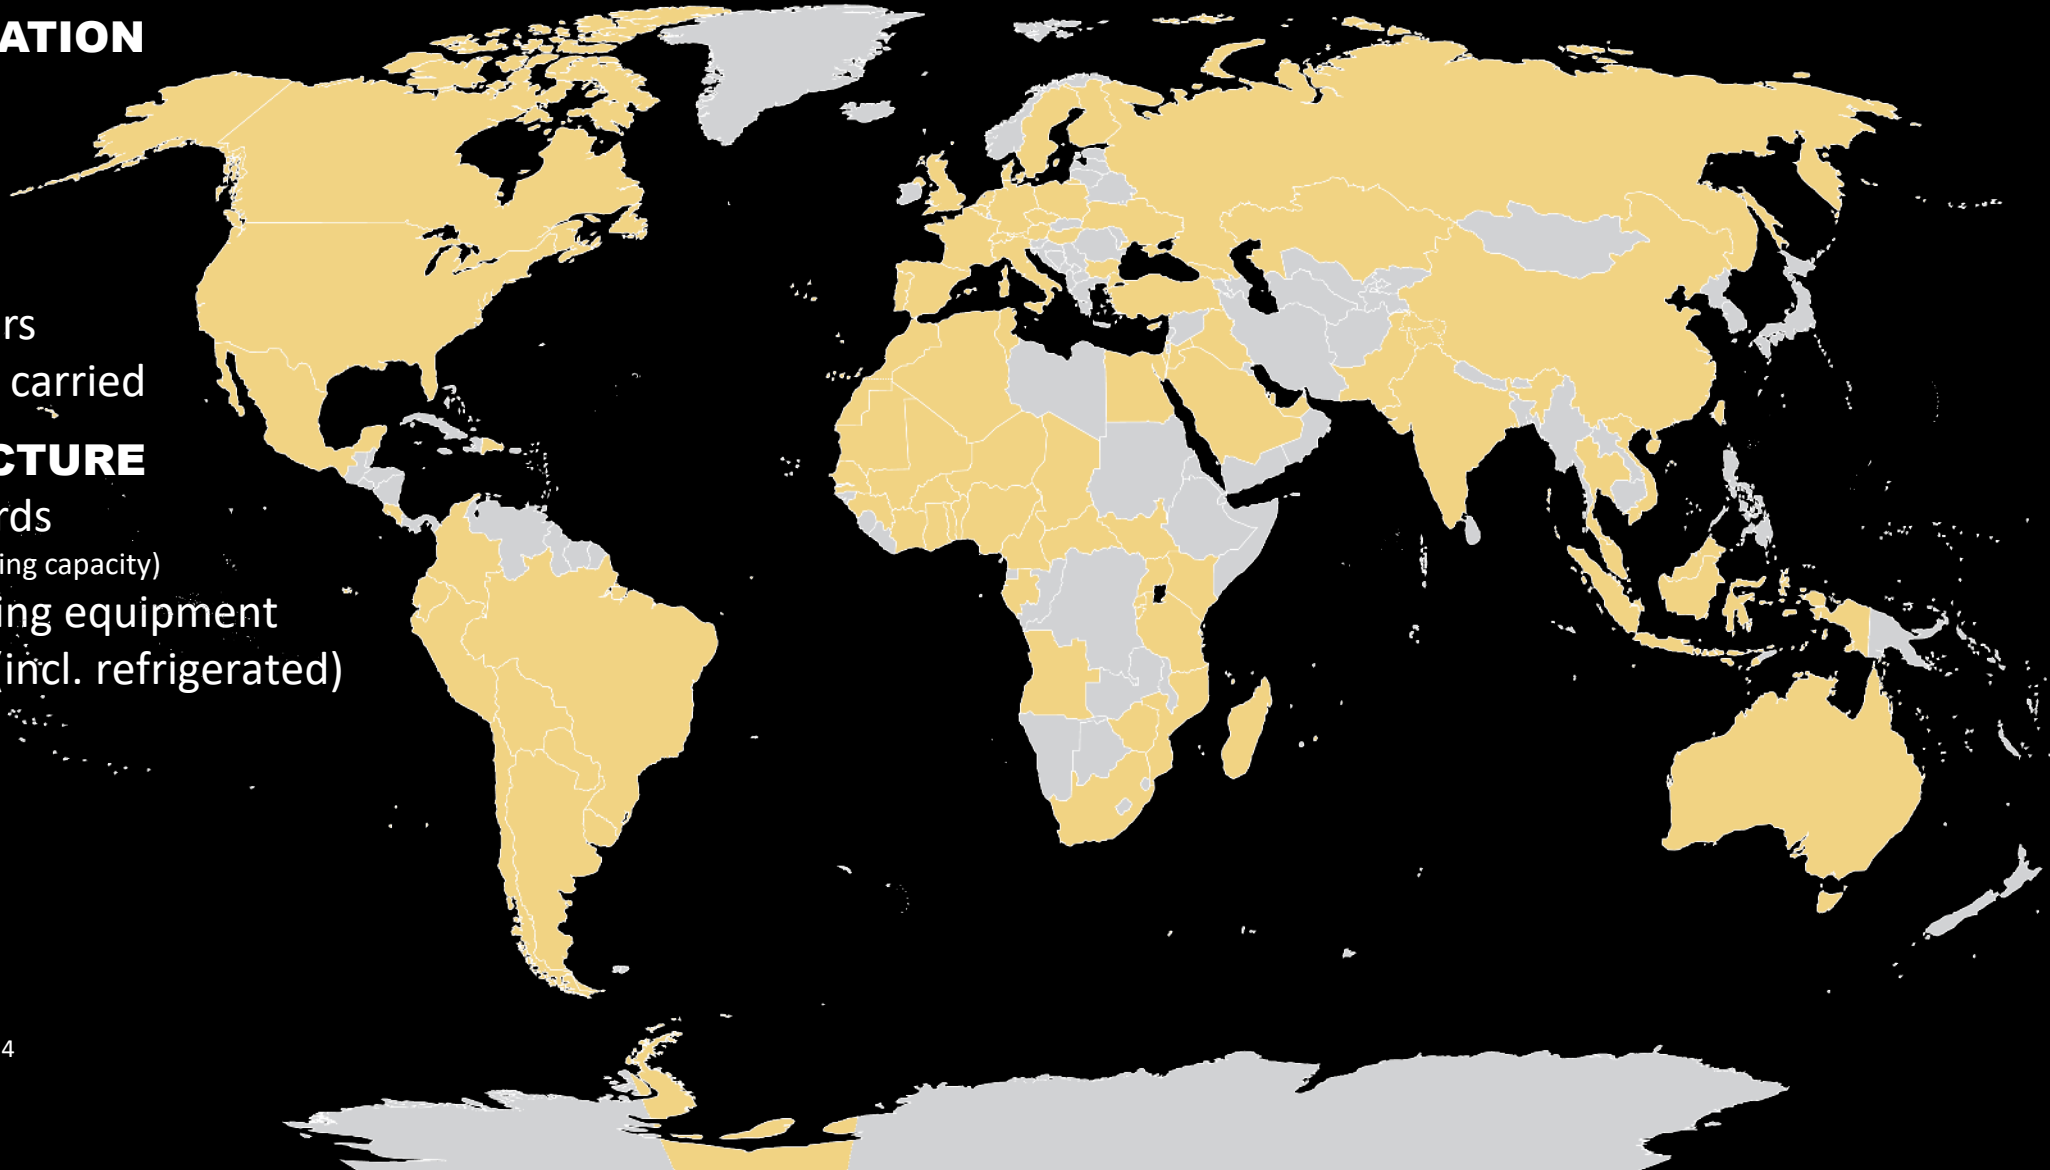 ATION
rs
carried
CTURE
rds
ing capacity)
ing equipment
(incl. refrigerated)
4